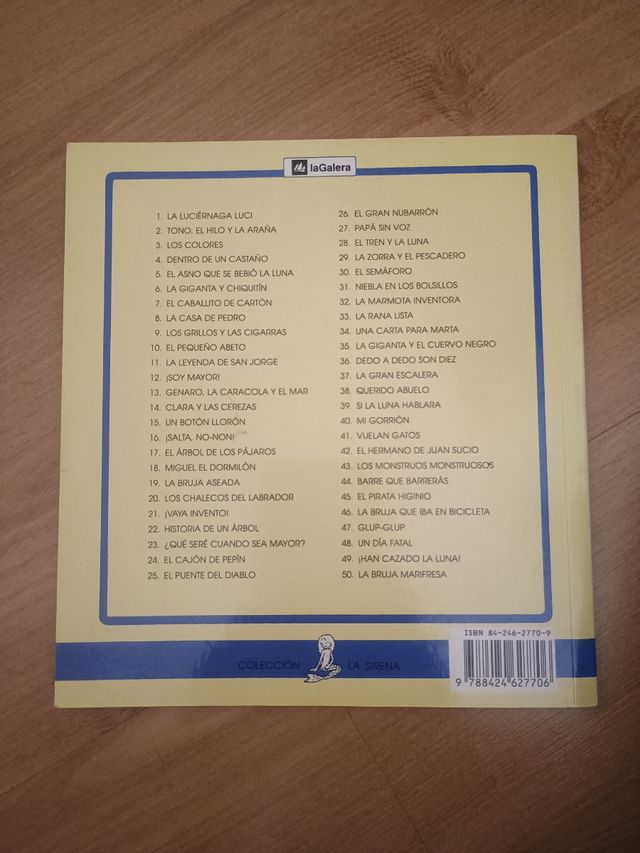 laGalera
1. LA LUCIÉRNAGA LUCI
2. TONO, EL HILO Y LA ARAÑA
3. LOS COLORES
4. DENTRO DE UN CASTAÑO
5. EL ASNO QUE SE BEBIÓ LA LUNA
6. LA GIGANTA Y CHIQUITÍN
7. EL CABALLITO DE CARTÓN
8. LA CASA DE PEDRO
9. LOS GRILLOS Y LAS CIGARRAS
10. EL PEQUEÑO ABETO
11. LA LEYENDA DE SAN JORGE
12. ¡SOY MAYOR!
13. GENARO, LA CARACOLA Y EL MAR
14. CLARA Y LAS CEREZAS
15. UN BOTÓN LLORÓN
16. ¡SALTA, NO-NON!
17. EL ÁRBOL DE LOS PÁJAROS
18. MIGUEL EL DORMILÓN
19. LA BRUJA ASEADA
20. LOS CHALECOS DEL LABRADOR
21. ¡VAYA INVENTO!
22. HISTORIA DE UN ÁRBOL
23. ¿QUÉ SERÉ CUANDO SEA MAYOR?
24. EL CAJÓN DE PEPÍN
25. EL PUENTE DEL DIABLO
26. EL GRAN NUBARRÓN
27. PAPÁ SIN VOZ
28. EL TREN Y LA LUNA
29. LA ZORRA Y EL PESCADERO
30. EL SEMÁFORO
31. NIEBLA EN LOS BOLSILLOS
32. LA MARMOTA INVENTORA
33. LA RANA LISTA
34. UNA CARTA PARA MARTA
35. LA GIGANTA Y EL CUERVO NEGRO
36. DEDO A DEDO SON DIEZ
37. LA GRAN ESCALERA
38. QUERIDO ABUELO
39. SI LA LUNA HABLARA
40. MI GORRIÓN
41. VUELAN GATOS
42. EL HERMANO DE JUAN SUCIO
43. LOS MONSTRUOS MONSTRUOSOS
44. BARRE QUE BARRERÁS
45. EL PIRATA HIGINIO
46. LA BRUJA QUE IBA EN BICICLETA
47. GLUP-GLUP
48. UN DÍA FATAL
49. ¡HAN CAZADO LA LUNA!
50. LA BRUJA MARIFRESA
ISBN 84-246-2770-9
COLECCIÓN LA SIRENA
9 788424 627706